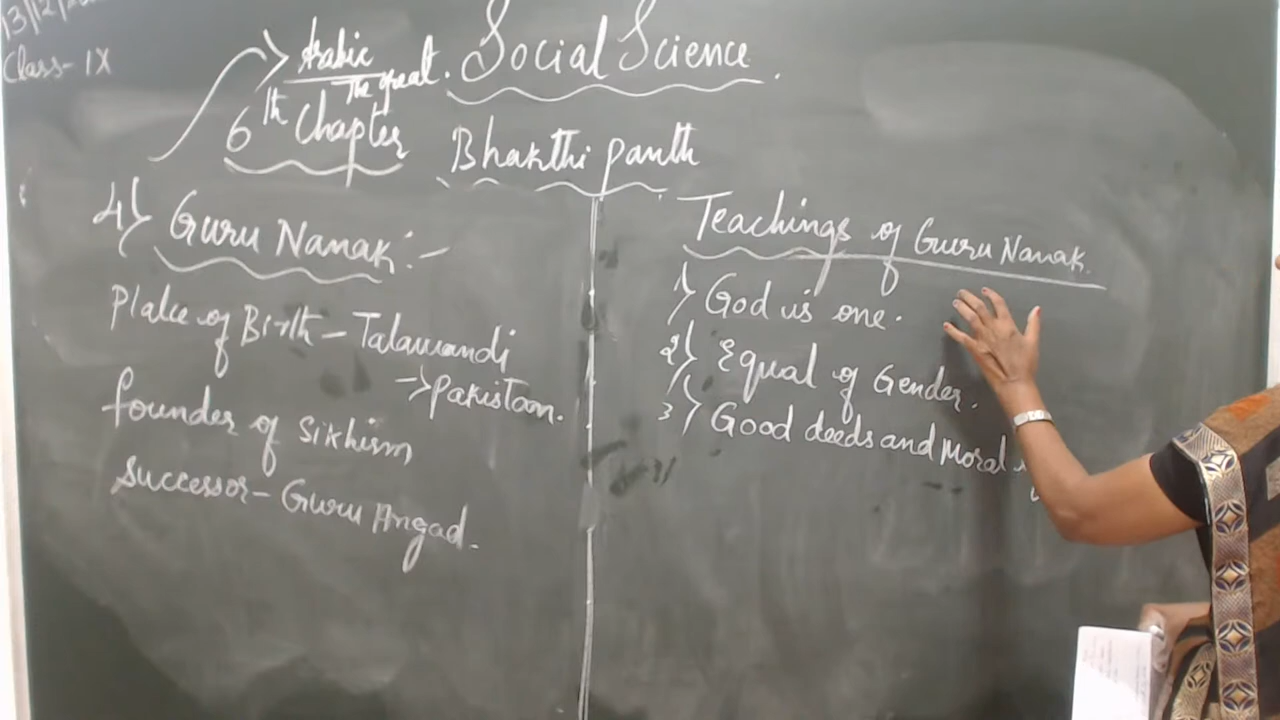 13/12/
Class-IX
Arabic
The great.
Social Science.
6th Chapter
Bhakthi panth
4) Guru Nanak:-
Place of Birth - Talawandi
→ Pakistan.
founder of Sikhism
Successor - Guru Angad.
Teachings of Guru Nanak.
1) God is one.
2) Equal of Gender.
3) Good deeds and Moral